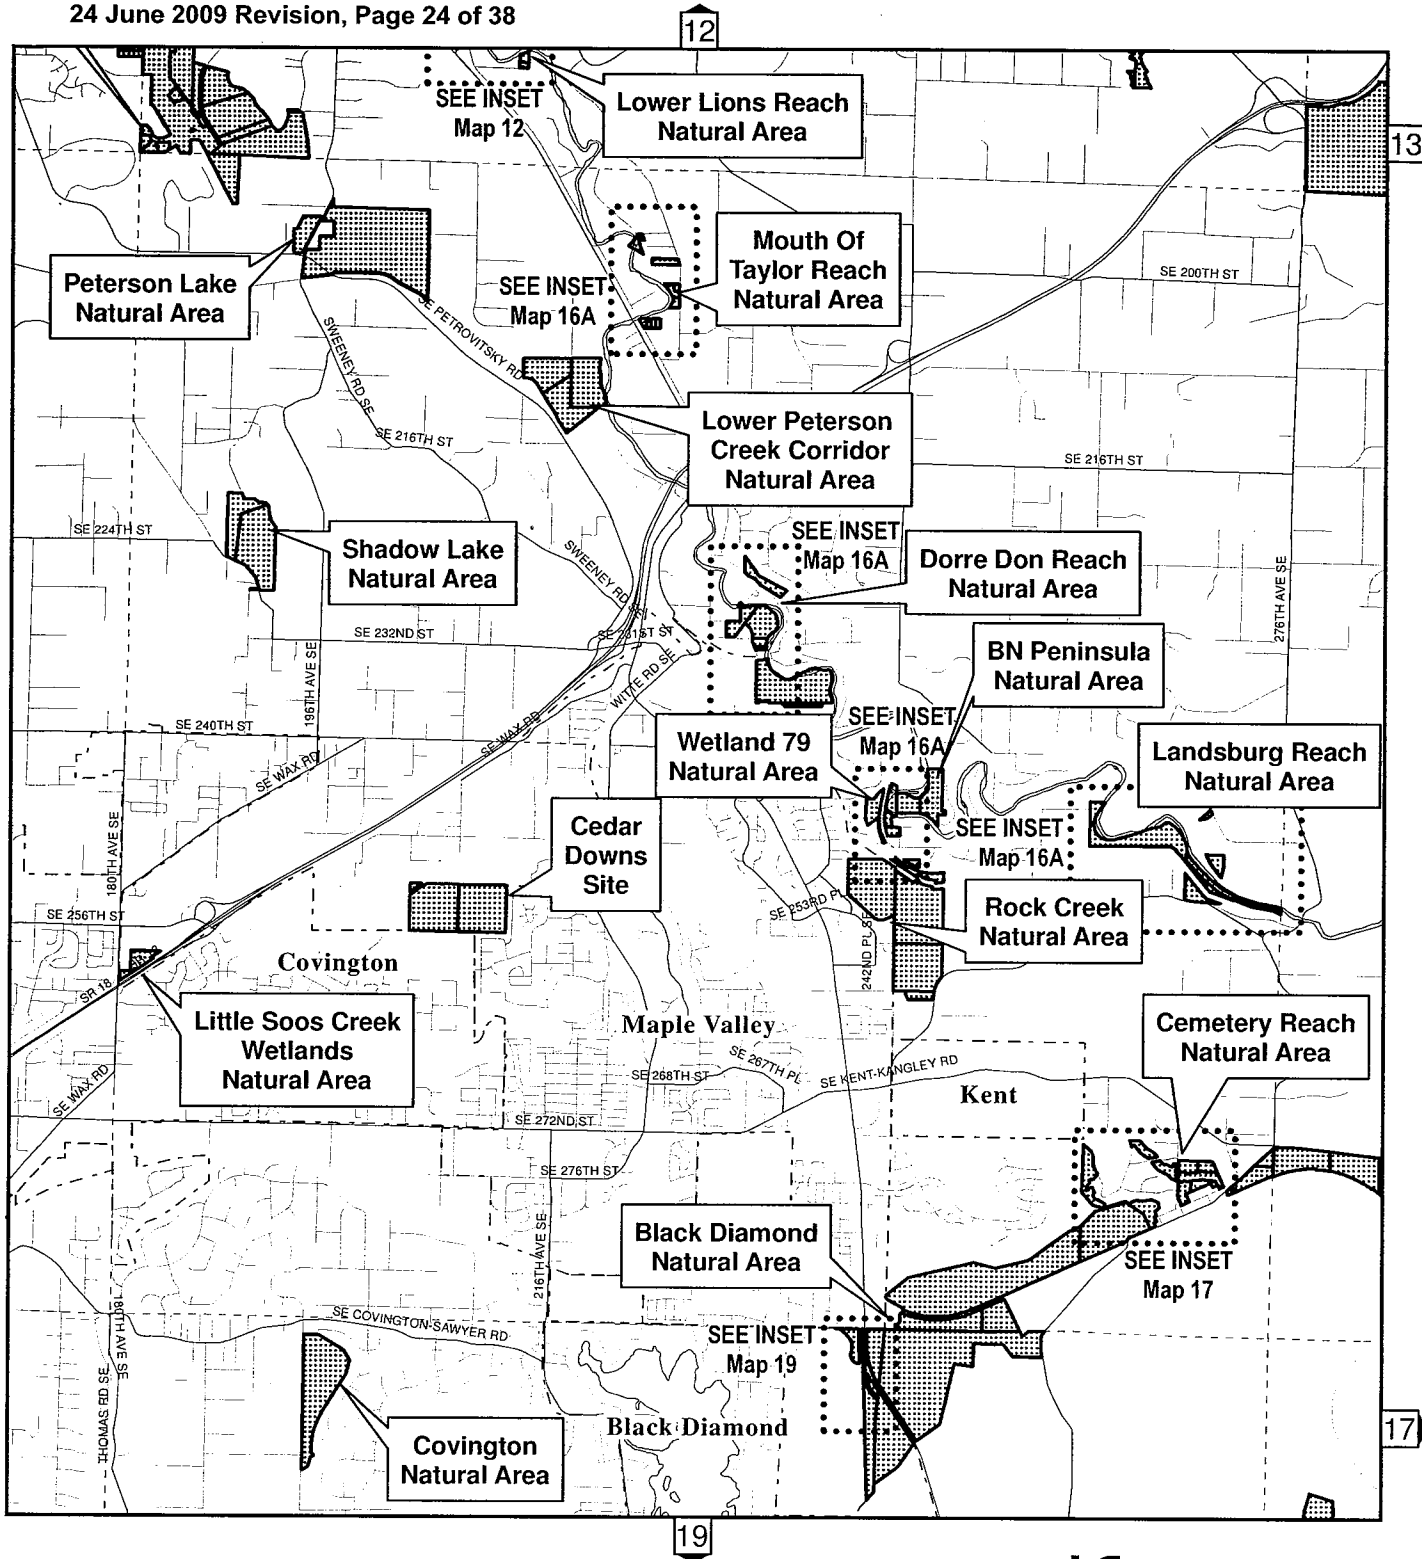 24 June 2009 Revision, Page 24 of 38
12
SEE INSET
Map 12
Lower Lions Reach
Natural Area
13
Mouth Of
Taylor Reach
Natural Area
Peterson Lake
Natural Area
SEE INSET
Map 16A
SE 200TH ST
SE PETROVITSKY RD
SWEENEY RD SE
Lower Peterson
Creek Corridor
Natural Area
SE 216TH ST
SE 216TH ST
SE 224TH ST
Shadow Lake
Natural Area
SEE INSET
Map 16A
Dorre Don Reach
Natural Area
SWEENEY RD SE
276TH AVE SE
SE 232ND ST
SE 231ST ST
BN Peninsula
Natural Area
196TH AVE SE
WITTE RD SE
SE 240TH ST
SE WAX RD
SEE INSET
Map 16A
Wetland 79
Natural Area
Landsburg Reach
Natural Area
SE WAX RD
Cedar
Downs
Site
SEE INSET
Map 16A
180TH AVE SE
SE 256TH ST
SE 253RD PL
Rock Creek
Natural Area
242ND PL SE
Covington
SR 18
Little Soos Creek
Wetlands
Natural Area
Maple Valley
Cemetery Reach
Natural Area
SE 267TH PL
SE 268TH ST
SE KENT-KANGLEY RD
Kent
SE WAX RD
SE 272ND ST
SE 276TH ST
Black Diamond
Natural Area
SEE INSET
Map 17
216TH AVE SE
SE COVINGTON-SAWYER RD
SEE INSET
Map 19
180TH AVE SE
THOMAS RD SE
Black Diamond
17
Covington
Natural Area
19